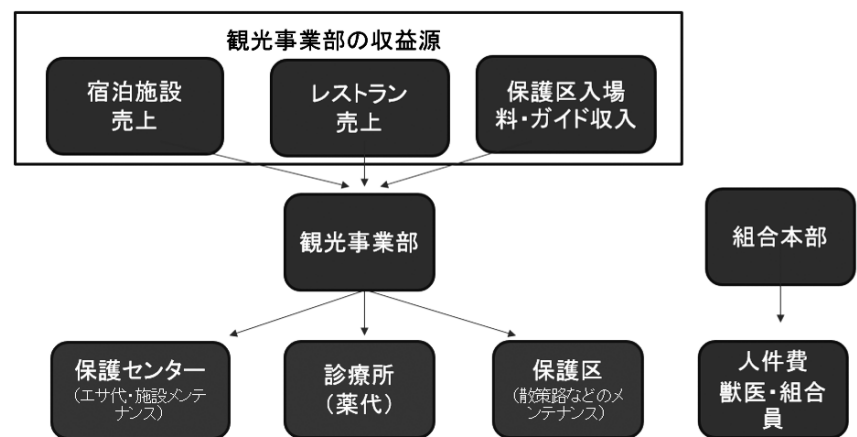 観光事業部の収益源
宿泊施設
売上
レストラン
売上
保護区入場
料・ガイド収入
観光事業部
組合本部
保護センター
(エサ代・施設メンテ
ナンス)
診療所
(薬代)
保護区
(散策路などのメ
ンテナンス)
人件費
獣医・組合
員